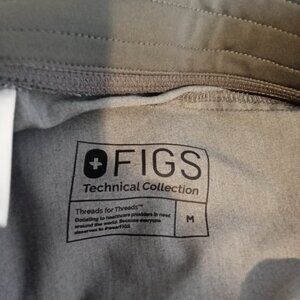 FIGS
Technical Collection
Threads for Threads™
Donating to healthcare providers in need
around the world. Because everyone
deserves to #wearFIGS
M